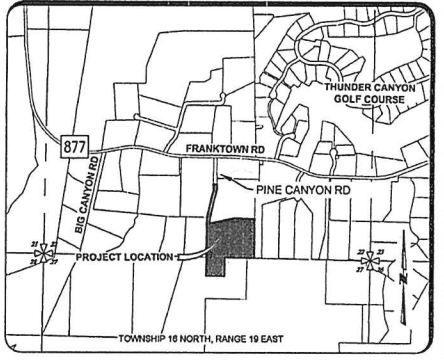 THUNDER CANYON
GOLF COURSE
877
FRANKTOWN RD
BIG CANYON RD
PINE CANYON RD
PROJECT LOCATION
TOWNSHIP 16 NORTH, RANGE 19 EAST